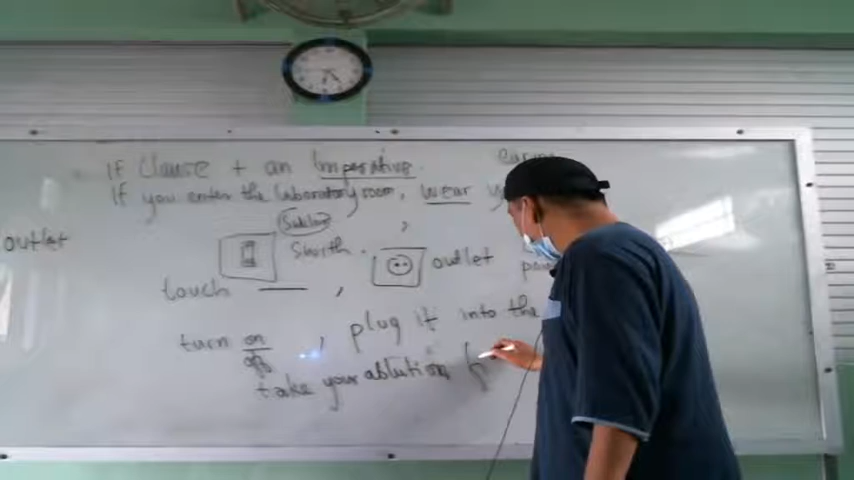 If Clause + an Imperative.
If you enter the laboratory room, wear
outlet
Switch.
outlet
touch ____ ,
plug it into the
turn on , 
off
take your ablution